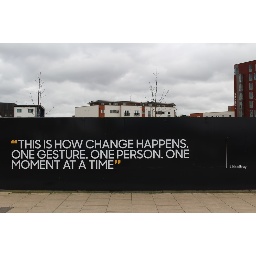 "THIS IS HOW CHANGE HAPPENS.
ONE GESTURE. ONE PERSON. ONE
MOMENT AT A TIME"